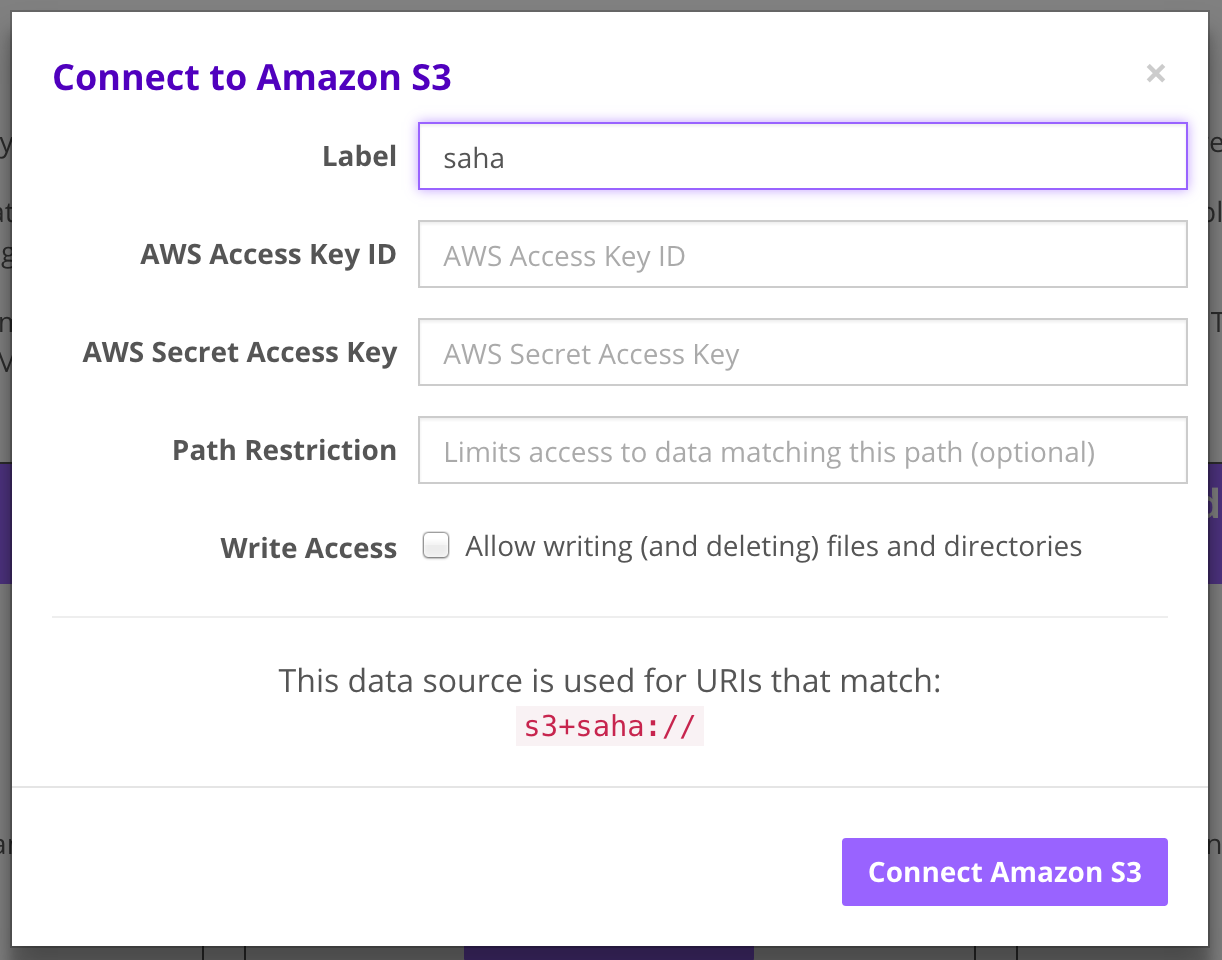 Connect to Amazon S3 ×
Label saha
AWS Access Key ID AWS Access Key ID
AWS Secret Access Key AWS Secret Access Key
Path Restriction Limits access to data matching this path (optional)
Write Access Allow writing (and deleting) files and directories
This data source is used for URIs that match:
s3+saha://
Connect Amazon S3